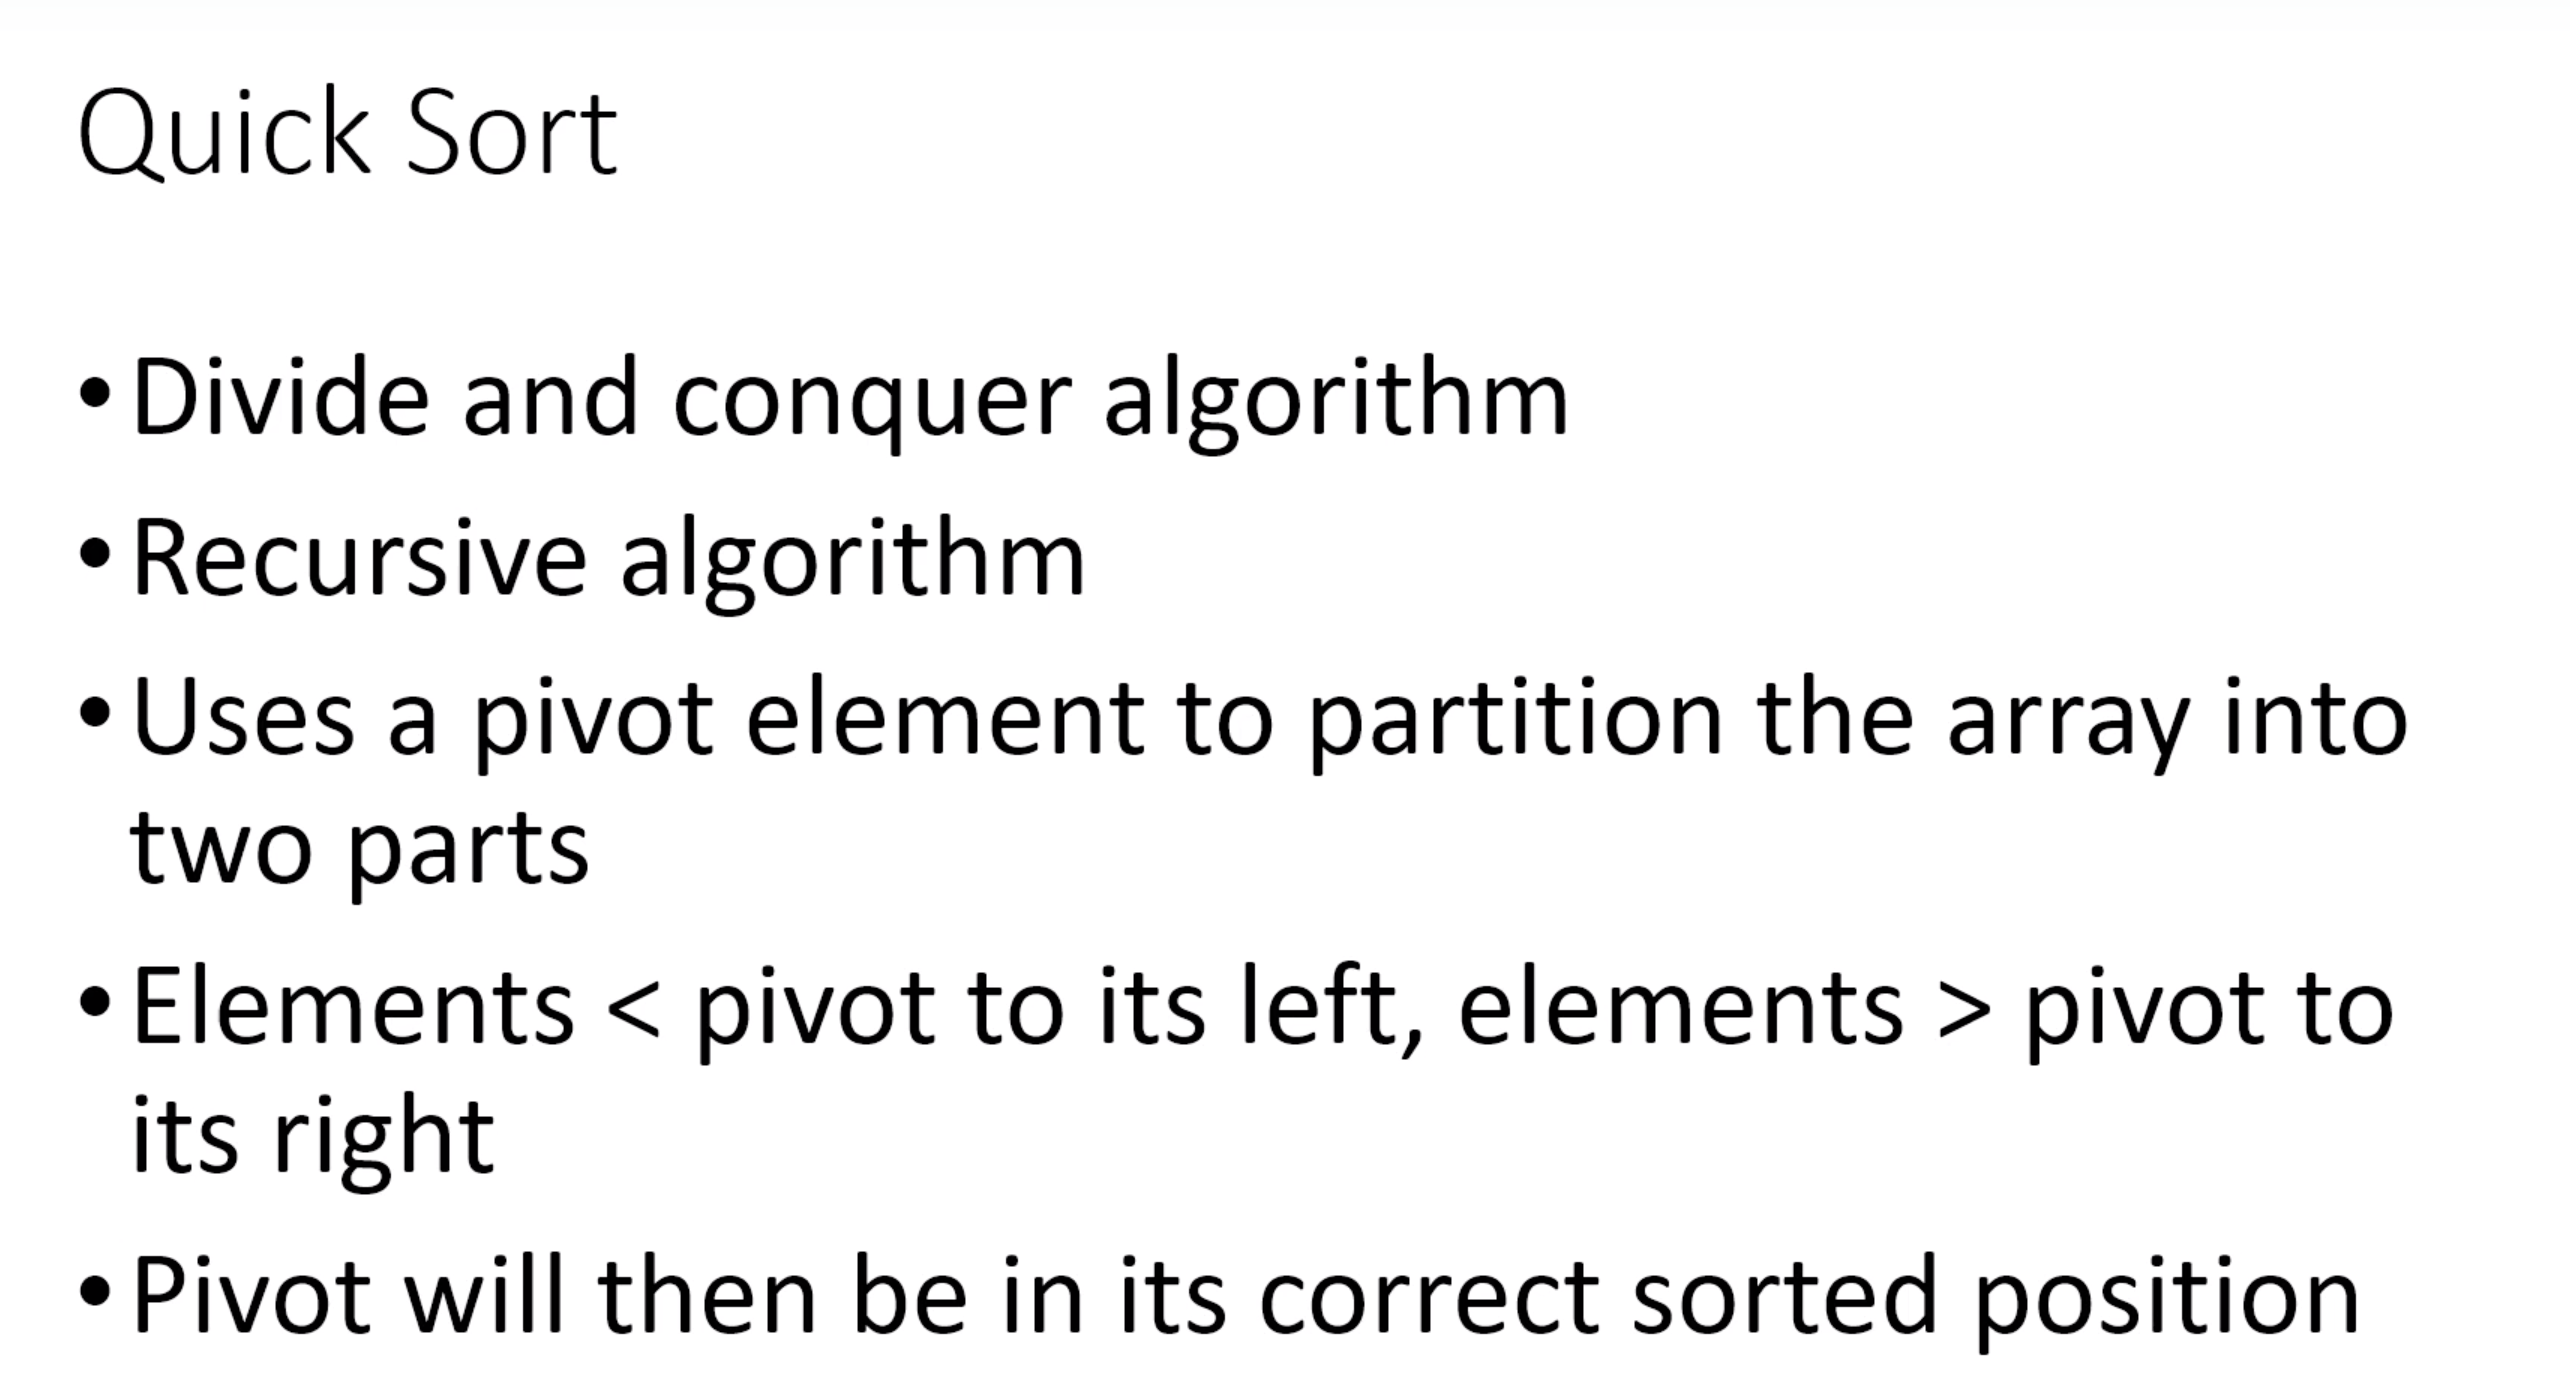 Quick Sort
• Divide and conquer algorithm
• Recursive algorithm
• Uses a pivot element to partition the array into
two parts
• Elements < pivot to its left, elements > pivot to
its right
• Pivot will then be in its correct sorted position